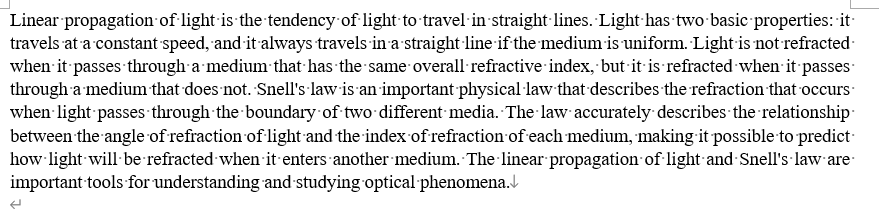 Linear propagation of light is the tendency of light to travel in straight lines. Light has two basic properties: it
travels at a constant speed, and it always travels in a straight line if the medium is uniform. Light is not refracted
when it passes through a medium that has the same overall refractive index, but it is refracted when it passes
through a medium that does not. Snell's law is an important physical law that describes the refraction that occurs
when light passes through the boundary of two different media. The law accurately describes the relationship
between the angle of refraction of light and the index of refraction of each medium, making it possible to predict
how light will be refracted when it enters another medium. The linear propagation of light and Snell's law are
important tools for understanding and studying optical phenomena.